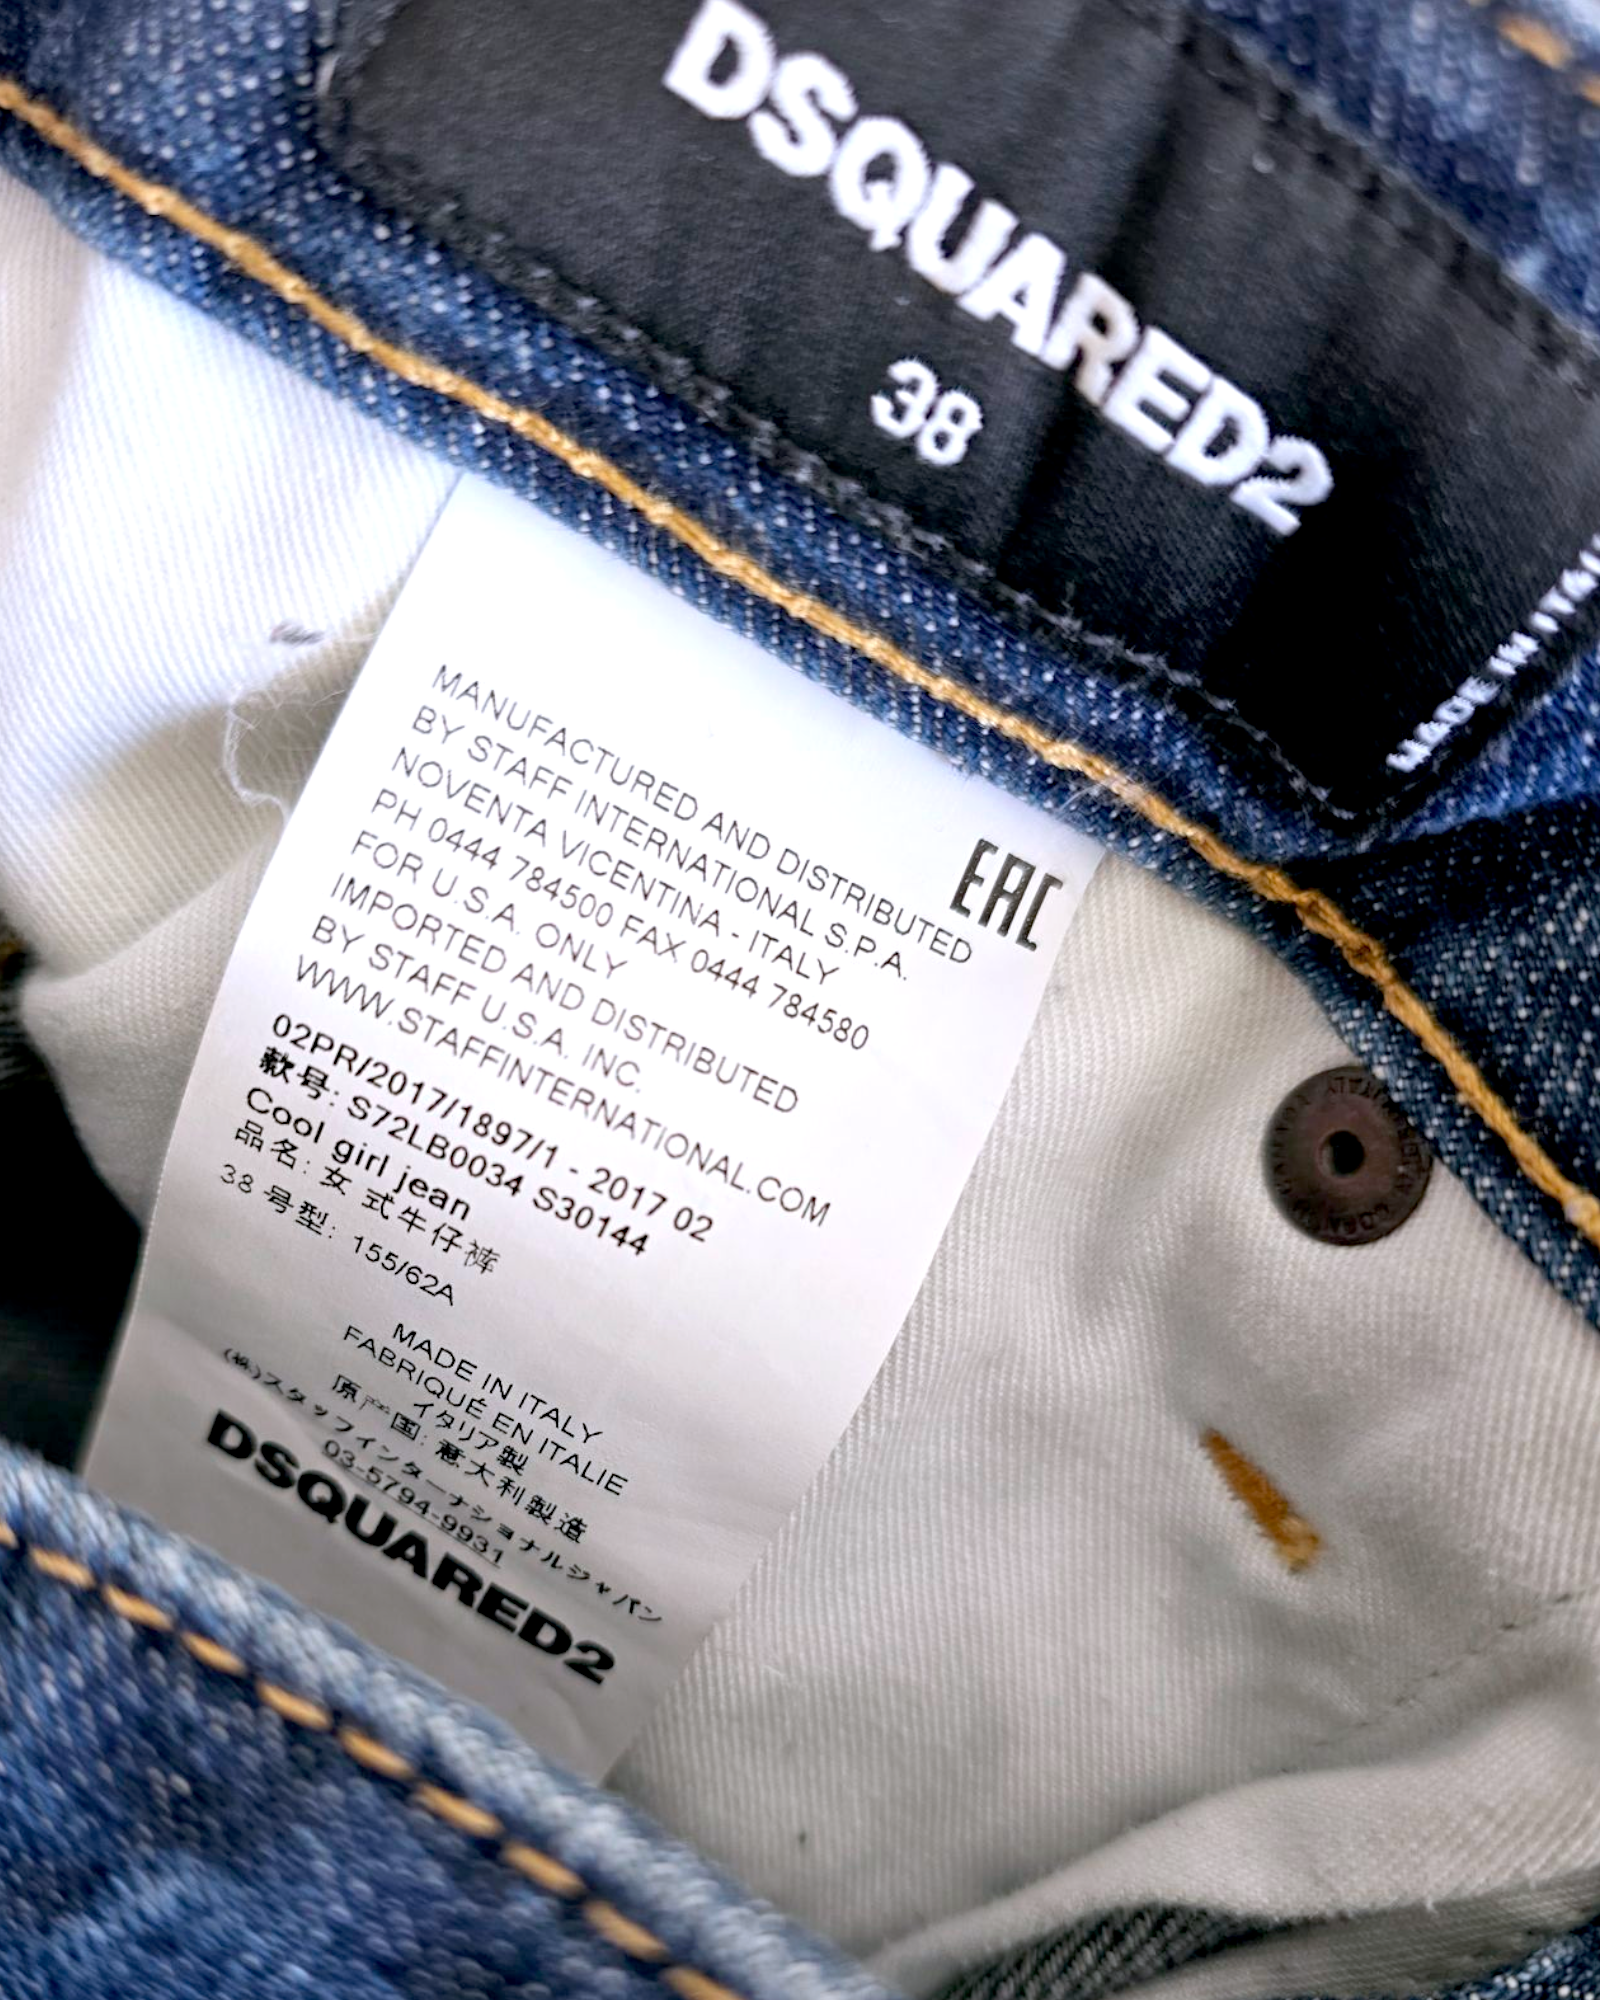 DSQUARED2
38
MADE IN ITALY
EAC
MANUFACTURED AND DISTRIBUTED
BY STAFF INTERNATIONAL S.P.A.
NOVENTA VICENTINA - ITALY
PH 0444 784500 FAX 0444 784580
FOR U.S.A. ONLY
IMPORTED AND DISTRIBUTED
BY STAFF U.S.A. INC.
WWW.STAFFINTERNATIONAL.COM
02PR/2017/1897/1 - 2017 02
款号: S72LB0034 S30144
Cool girl jean
品名: 女式牛仔裤
38 号型: 155/62A
MADE IN ITALY
FABRIQUÉ EN ITALIE
イタリア製
原产国: 意大利製造
(株)スタッフインターナショナルジャパン
03-5794-9931
DSQUARED2